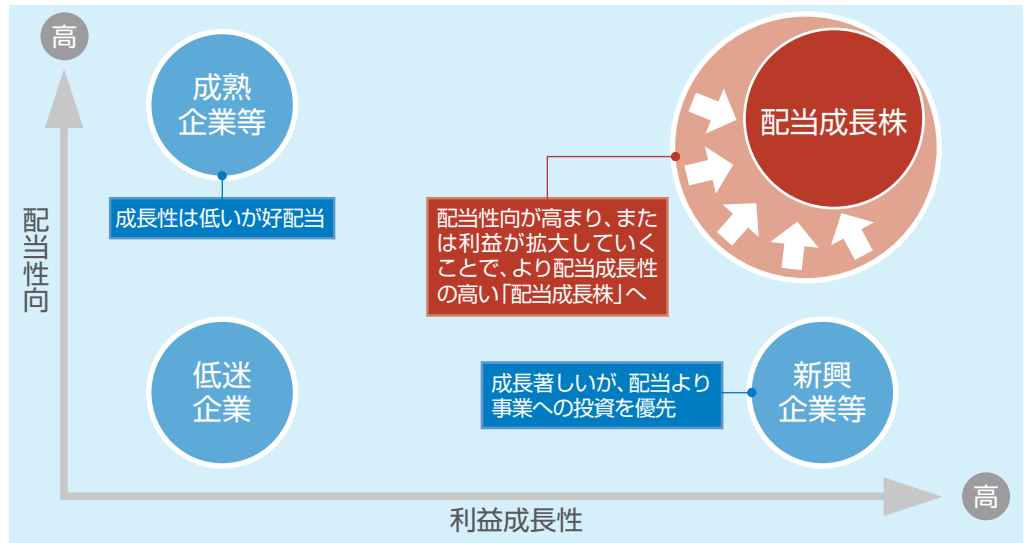 高
成熟
企業等
成長性は低いが好配当
配当成長株
配当性向が高まり、また
は利益が拡大していく
ことで、より配当成長性
の高い「配当成長株」へ
配当性向
低迷
企業
成長著しいが、配当より
事業への投資を優先
新興
企業等
利益成長性
高